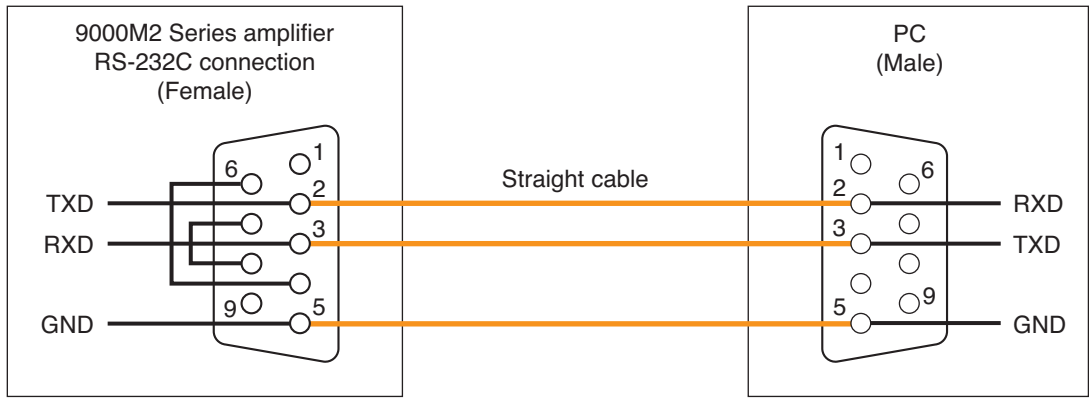 9000M2 Series amplifier
RS-232C connection
(Female)
PC
(Male)
Straight cable
TXD
RXD
GND
6
9
1
2
3
5
1
2
3
5
6
9
RXD
TXD
GND